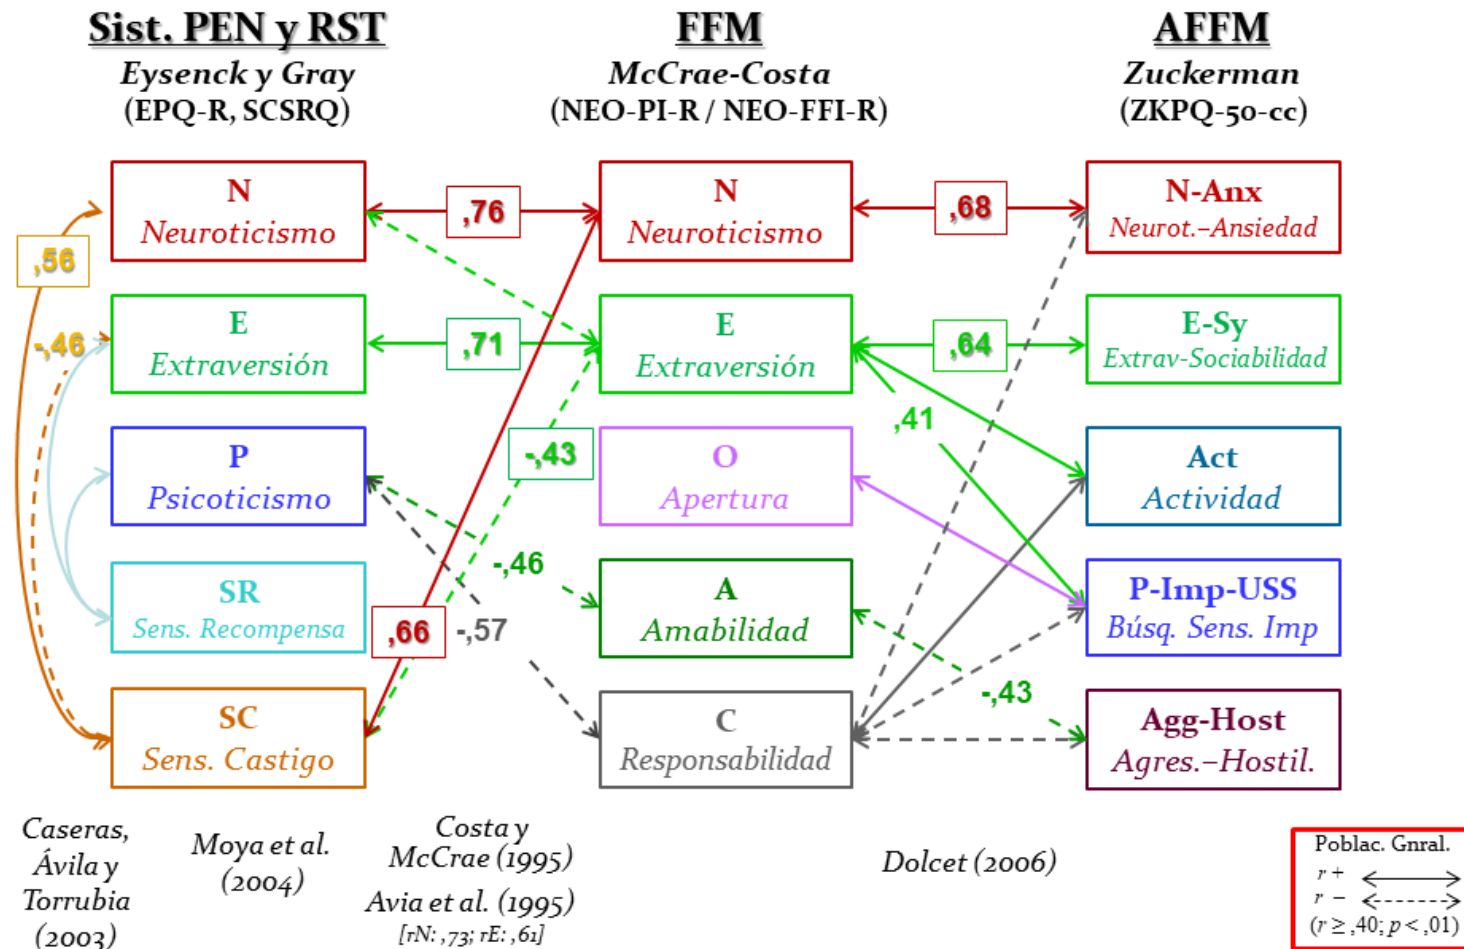 Sist. PEN y RST
Eysenck y Gray
(EPQ-R, SCSRQ)
FFM
McCrae-Costa
(NEO-PI-R / NEO-FFI-R)
AFFM
Zuckerman
(ZKPQ-50-cc)
N
Neuroticismo
,76
N
Neuroticismo
,68
N-Anx
Neurot.–Ansiedad
,56
E
Extraversión
,71
E
Extraversión
,64
E-Sy
Extrav-Sociabilidad
-,46
,41
P
Psicoticismo
-,43
O
Apertura
Act
Actividad
-,46
SR
Sens. Recompensa
,66
-,57
A
Amabilidad
P-Imp-USS
Búsq. Sens. Imp
-,43
SC
Sens. Castigo
C
Responsabilidad
Agg-Host
Agres.–Hostil.
Caseras,
Ávila y
Torrubia
(2003)
Moya et al.
(2004)
Costa y
McCrae (1995)
Avia et al. (1995)
[rN: ,73; rE: ,61]
Dolcet (2006)
Poblac. Gnral.
r +
r –
(r ≥ ,40; p < ,01)